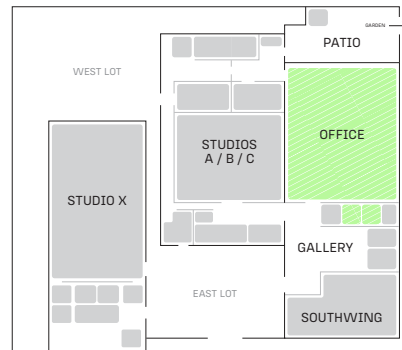 GARDEN
PATIO
WEST LOT
OFFICE
STUDIOS
A / B / C
STUDIO X
GALLERY
EAST LOT
SOUTHWING